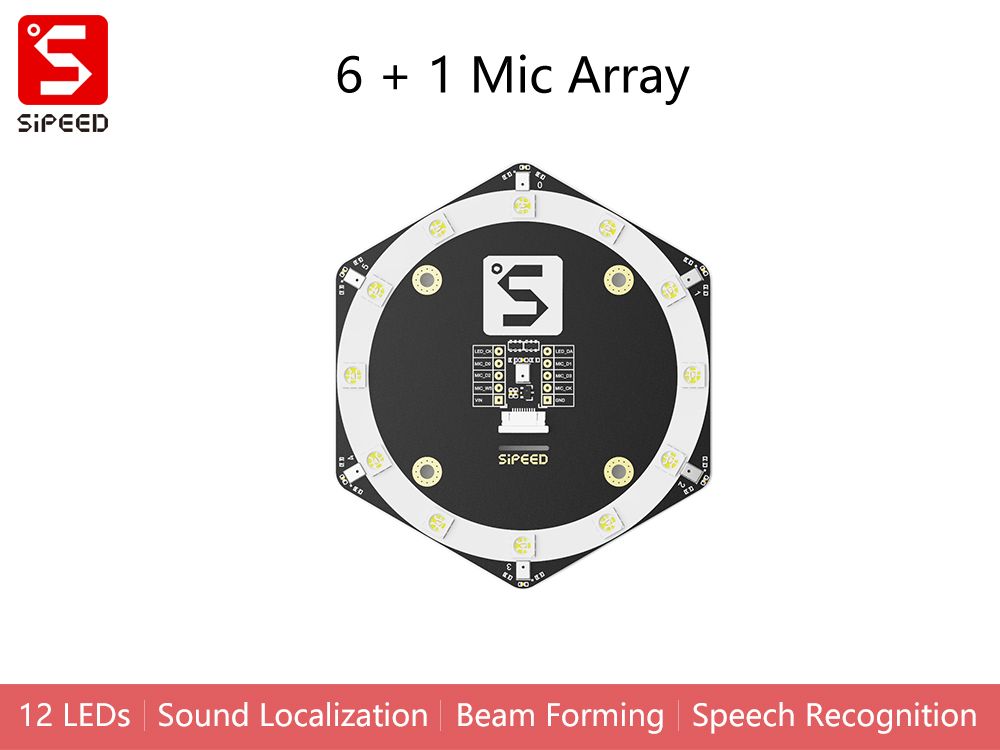 SiPEED
6 + 1 Mic Array
0
5
1
LED_CK
LED_DA
MIC_D0
MIC_D1
MIC_D2
MIC_D3
MIC_WS
MIC_CK
VIN
GND
SiPEED
4
2
3
12 LEDs | Sound Localization | Beam Forming | Speech Recognition